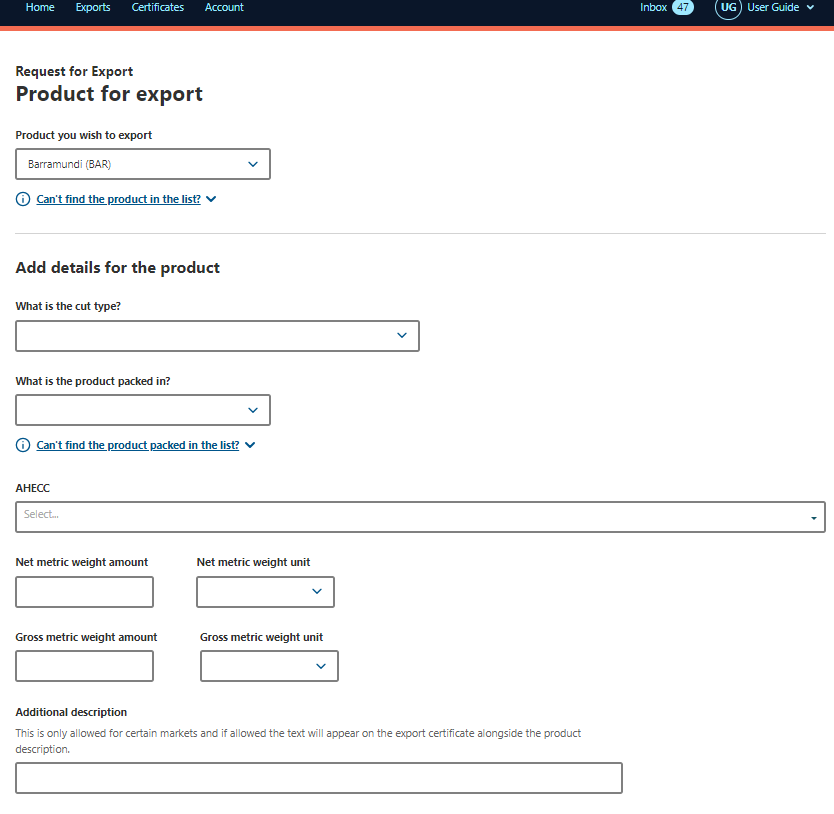 Home Exports Certificates Account Inbox 47 UG User Guide
Request for Export
Product for export
Product you wish to export
Barramundi (BAR)
Can't find the product in the list?
Add details for the product
What is the cut type?
What is the product packed in?
Can't find the product packed in the list?
AHECC
Select...
Net metric weight amount Net metric weight unit
Gross metric weight amount Gross metric weight unit
Additional description
This is only allowed for certain markets and if allowed the text will appear on the export certificate alongside the product
description.